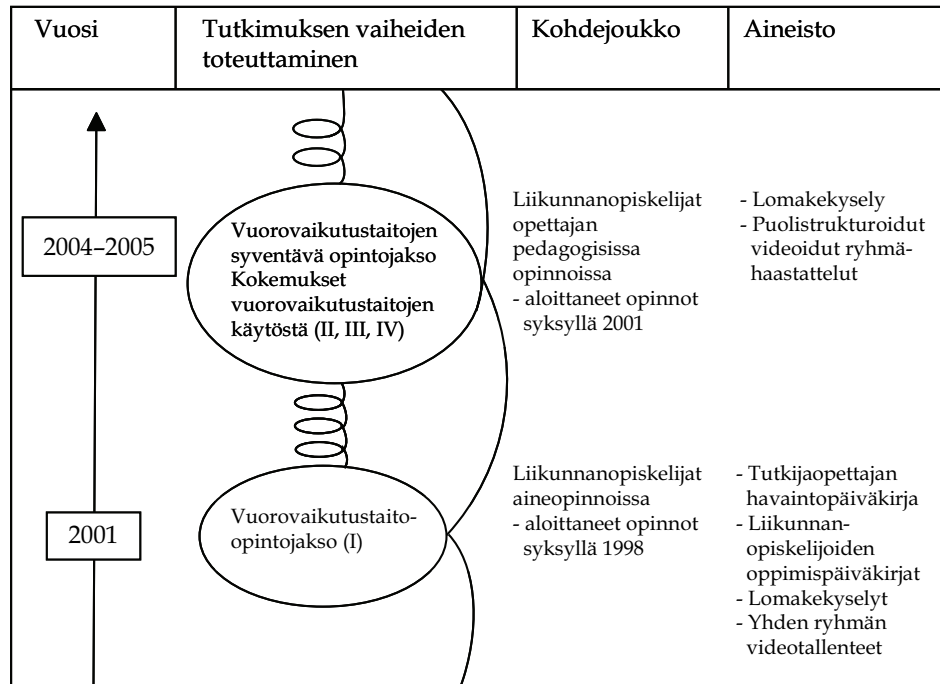 Vuosi
Tutkimuksen vaiheiden
toteuttaminen
Kohdejoukko
Aineisto
2004–2005
Vuorovaikutustaitojen
syventävä opintojakso
Kokemukset
vuorovaikutustaitojen
käytöstä (II, III, IV)
Liikunnanopiskelijat
opettajan
pedagogisissa
opinnoissa
- aloittaneet opinnot
syksyllä 2001
- Lomakekysely
- Puolistrukturoidut
videoidut ryhmä-
haastattelut
2001
Vuorovaikutustaito-
opintojakso (I)
Liikunnanopiskelijat
aineopinnoissa
- aloittaneet opinnot
syksyllä 1998
- Tutkijaopettajan
havaintopäiväkirja
- Liikunnan-
opiskelijoiden
oppimispäiväkirjat
- Lomakekyselyt
- Yhden ryhmän
videotallenteet